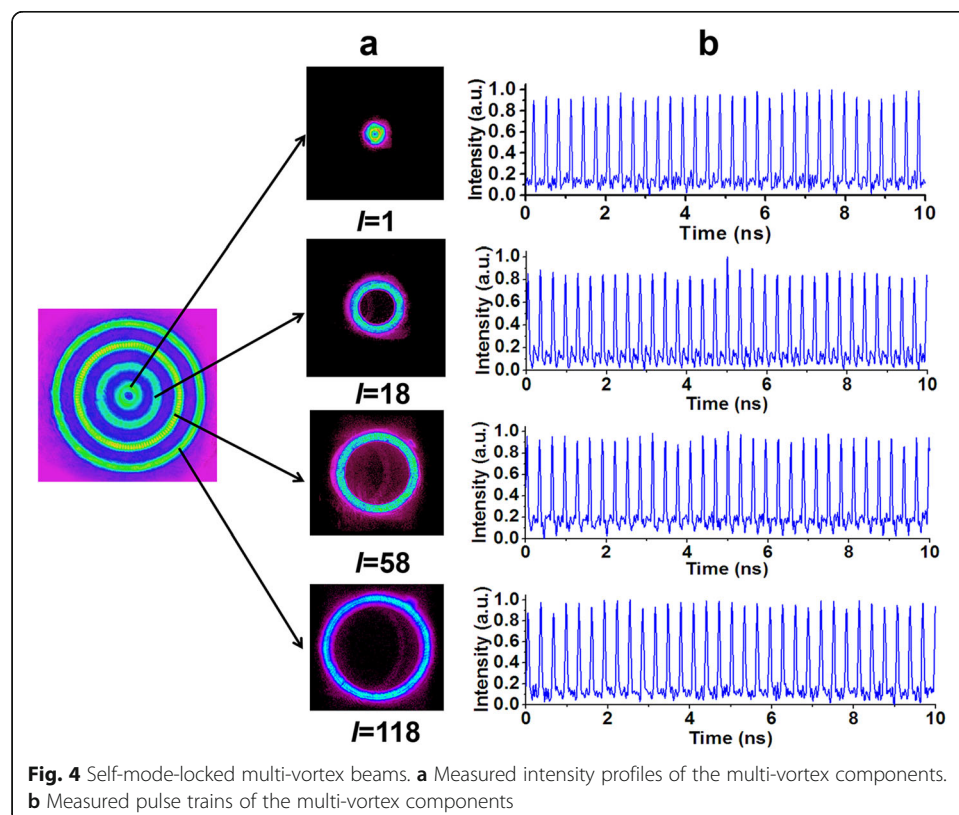 a
b
l=1
l=18
l=58
l=118
Intensity (a.u.)
1.0
0.8
0.6
0.4
0.2
0.0
0 2 4 6 8 10
Time (ns)
Intensity (a.u.)
1.0
0.8
0.6
0.4
0.2
0.0
0 2 4 6 8 10
Time (ns)
Intensity (a.u.)
1.0
0.8
0.6
0.4
0.2
0.0
0 2 4 6 8 10
Time (ns)
Intensity (a.u.)
1.0
0.8
0.6
0.4
0.2
0.0
0 2 4 6 8 10
Time (ns)
Fig. 4 Self-mode-locked multi-vortex beams. a Measured intensity profiles of the multi-vortex components.
b Measured pulse trains of the multi-vortex components